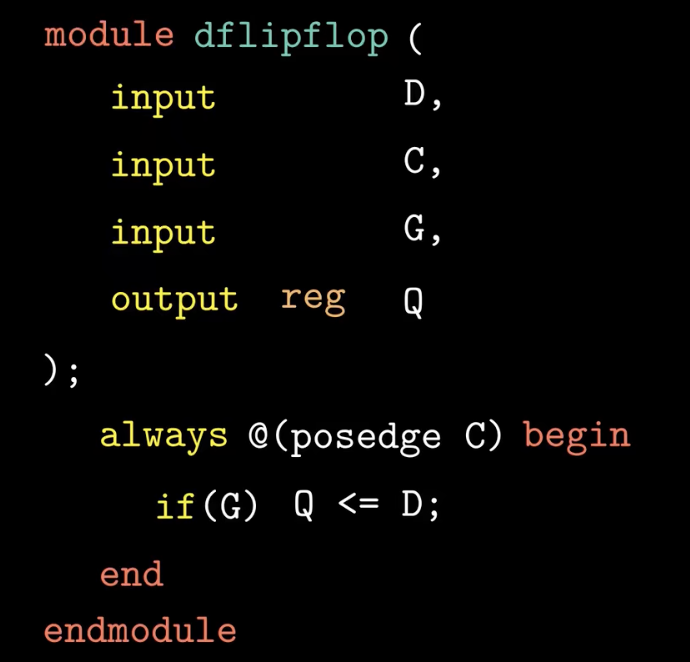 module dflipflop (
input D,
input C,
input G,
output reg Q
);
always @(posedge C) begin
if(G) Q <= D;
end
endmodule